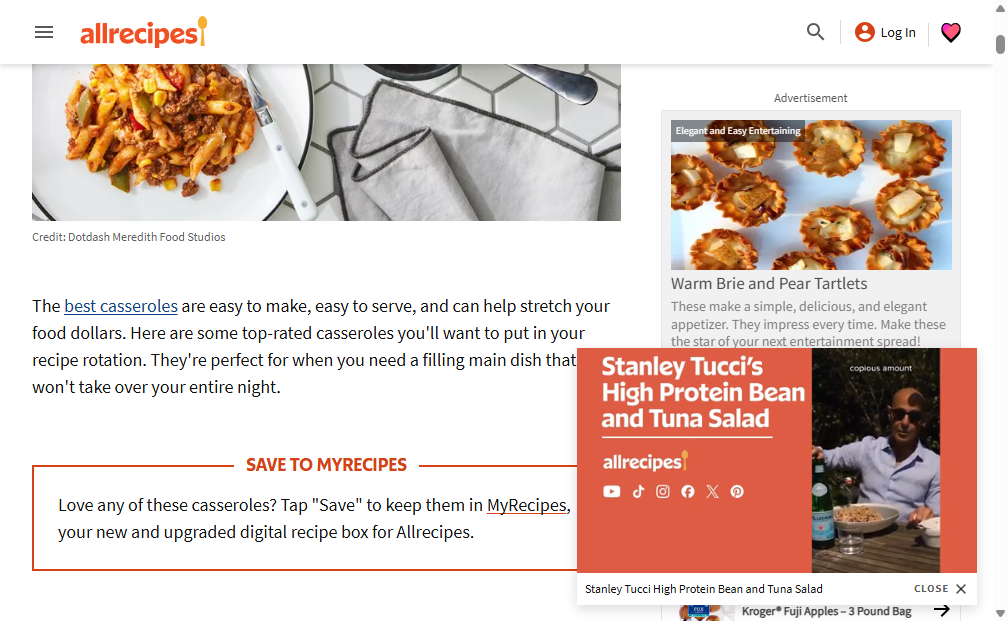 allrecipes
Log In
Credit: Dotdash Meredith Food Studios
The best casseroles are easy to make, easy to serve, and can help stretch your
food dollars. Here are some top-rated casseroles you'll want to put in your
recipe rotation. They're perfect for when you need a filling main dish that
won't take over your entire night.
SAVE TO MYRECIPES
Love any of these casseroles? Tap "Save" to keep them in MyRecipes,
your new and upgraded digital recipe box for Allrecipes.
Advertisement
Elegant and Easy Entertaining
Warm Brie and Pear Tartlets
These make a simple, delicious, and elegant
appetizer. They impress every time. Make these
the star of your next entertainment spread!
Stanley Tucci's
High Protein Bean
and Tuna Salad
allrecipes
copious amount
Stanley Tucci High Protein Bean and Tuna Salad
CLOSE
Kroger® Fuji Apples – 3 Pound Bag